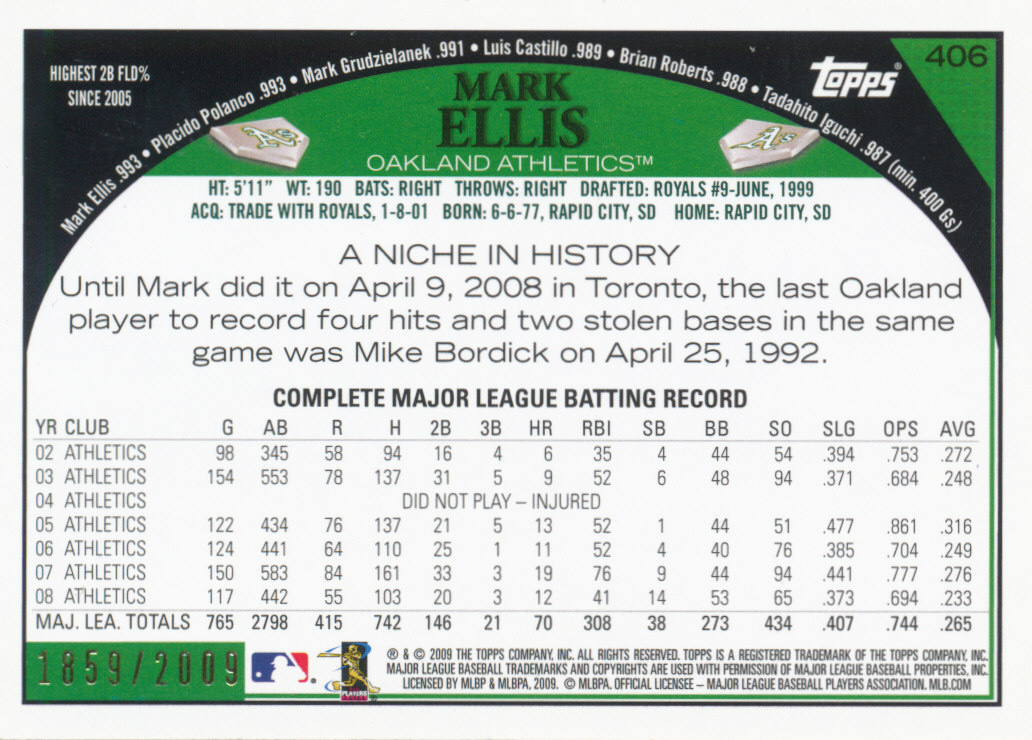 406
Topps®
HIGHEST 2B FLD%
SINCE 2005
Mark Ellis .993 • Placido Polanco .993 • Mark Grudzielanek .991 • Luis Castillo .989 • Brian Roberts .988 • Tadahito Iguchi .987 (min. 400 Gs)
A's
A's
MARK
ELLIS
OAKLAND ATHLETICS™
HT: 5'11" WT: 190 BATS: RIGHT THROWS: RIGHT DRAFTED: ROYALS #9-JUNE, 1999
ACQ: TRADE WITH ROYALS, 1-8-01 BORN: 6-6-77, RAPID CITY, SD HOME: RAPID CITY, SD
A NICHE IN HISTORY
Until Mark did it on April 9, 2008 in Toronto, the last Oakland
player to record four hits and two stolen bases in the same
game was Mike Bordick on April 25, 1992.
COMPLETE MAJOR LEAGUE BATTING RECORD
YR CLUB G AB R H 2B 3B HR RBI SB BB SO SLG OPS AVG
02 ATHLETICS 98 345 58 94 16 4 6 35 4 44 54 .394 .753 .272
03 ATHLETICS 154 553 78 137 31 5 9 52 6 48 94 .371 .684 .248
04 ATHLETICS DID NOT PLAY – INJURED
05 ATHLETICS 122 434 76 137 21 5 13 52 1 44 51 .477 .861 .316
06 ATHLETICS 124 441 64 110 25 1 11 52 4 40 76 .385 .704 .249
07 ATHLETICS 150 583 84 161 33 3 19 76 9 44 94 .441 .777 .276
08 ATHLETICS 117 442 55 103 20 3 12 41 14 53 65 .373 .694 .233
MAJ. LEA. TOTALS 765 2798 415 742 146 21 70 308 38 273 434 .407 .744 .265
1859/2009
PLAYERS
® & © 2009 THE TOPPS COMPANY, INC. ALL RIGHTS RESERVED. TOPPS IS A REGISTERED TRADEMARK OF THE TOPPS COMPANY, INC.
MAJOR LEAGUE BASEBALL TRADEMARKS AND COPYRIGHTS ARE USED WITH PERMISSION OF MAJOR LEAGUE BASEBALL PROPERTIES, INC.
LICENSED BY MLBP & MLBPA, 2009. © MLBPA. OFFICIAL LICENSEE – MAJOR LEAGUE BASEBALL PLAYERS ASSOCIATION. MLB.COM